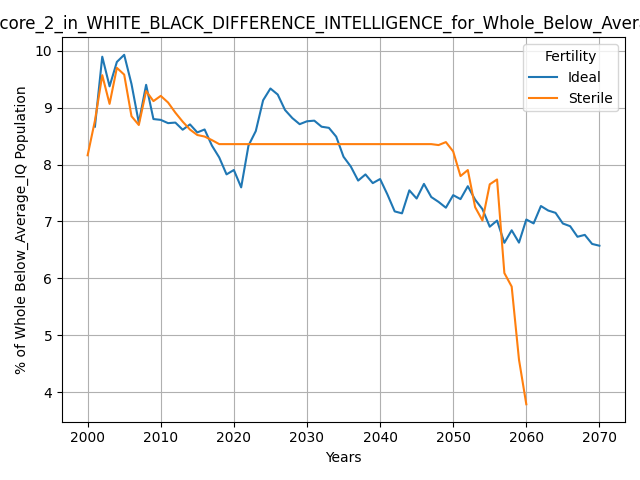 core_2_in_WHITE_BLACK_DIFFERENCE_INTELLIGENCE_for_Whole_Below_Avera
10
9
8
7
6
5
4
% of Whole Below_Average_IQ Population
Fertility
Ideal
Sterile
2000 2010 2020 2030 2040 2050 2060 2070
Years